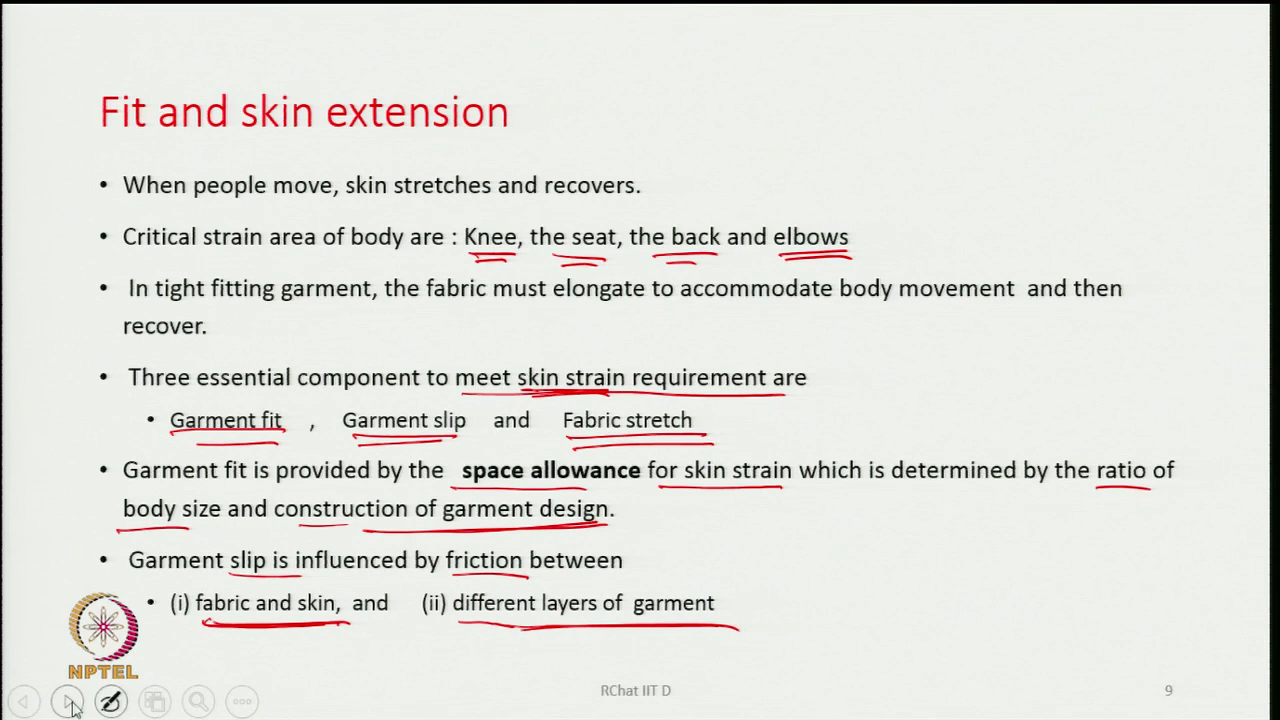 Fit and skin extension
• When people move, skin stretches and recovers.
• Critical strain area of body are : Knee, the seat, the back and elbows
• In tight fitting garment, the fabric must elongate to accommodate body movement and then
recover.
• Three essential component to meet skin strain requirement are
• Garment fit , Garment slip and Fabric stretch
• Garment fit is provided by the space allowance for skin strain which is determined by the ratio of
body size and construction of garment design.
• Garment slip is influenced by friction between
• (i) fabric and skin, and (ii) different layers of garment
NPTEL
RChat IIT D
9